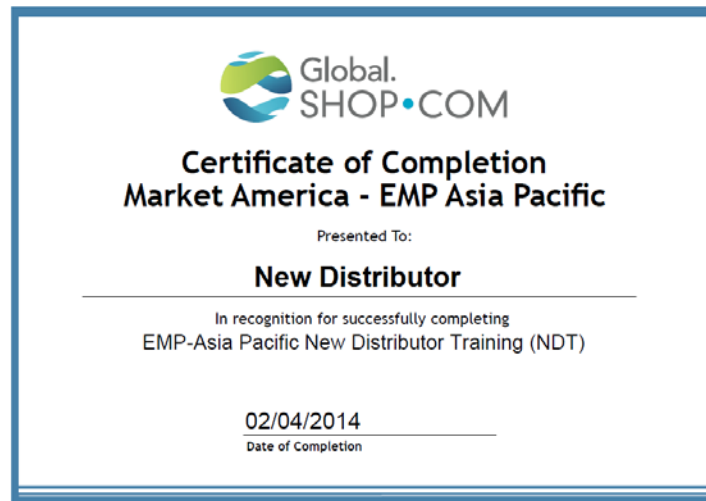 Global.
SHOP•COM
Certificate of Completion
Market America - EMP Asia Pacific
Presented To:
New Distributor
In recognition for successfully completing
EMP-Asia Pacific New Distributor Training (NDT)
02/04/2014
Date of Completion